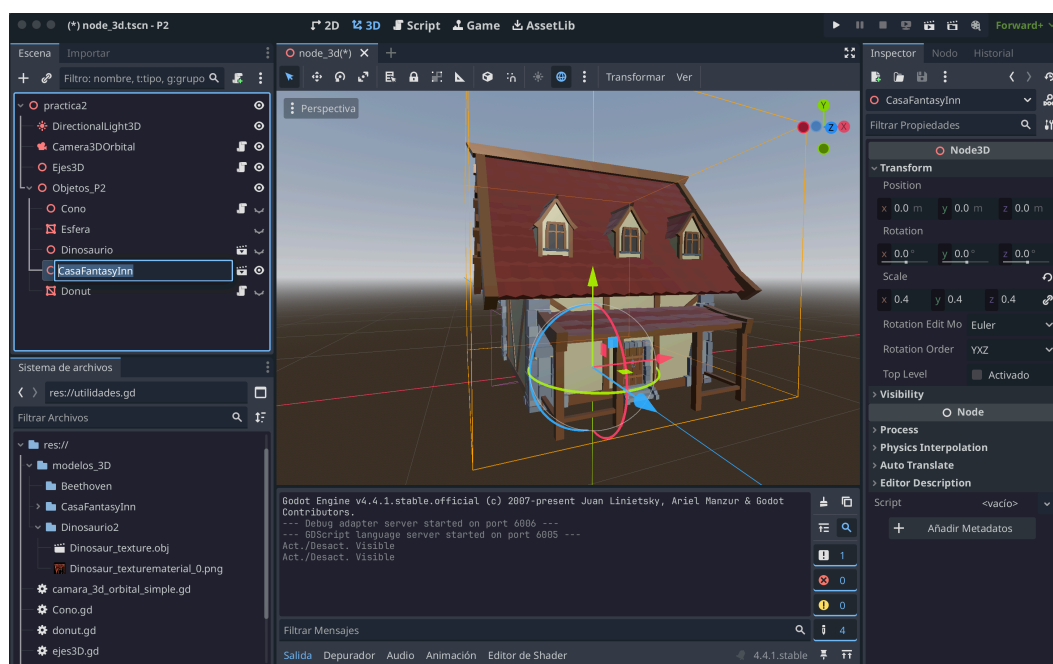 (*) node_3d.tscn - P2
2D 3D Script Game AssetLib
Forward+
Escena Importar
Filtro: nombre, t:tipo, g:grupo
practica2
DirectionalLight3D
Camera3DOrbital
Ejes3D
Objetos_P2
Cono
Esfera
Dinosaurio
CasaFantasyInn
Donut
Sistema de archivos
res://utilidades.gd
Filtrar Archivos
res://
modelos_3D
Beethoven
CasaFantasyInn
Dinosaurio2
Dinosaur_texture.obj
Dinosaur_texturematerial_0.png
camara_3d_orbital_simple.gd
Cono.gd
donut.gd
ejes3D.gd
node_3d(*)
Transformar Ver
Perspectiva
Y
Z X
Godot Engine v4.4.1.stable.official (c) 2007-present Juan Linietsky, Ariel Manzur & Godot
Contributors.
--- Debug adapter server started on port 6006 ---
--- GDScript language server started on port 6005 ---
Act./Desact. Visible
Act./Desact. Visible
1
0
0
4
Filtrar Mensajes
Salida Depurador Audio Animación Editor de Shader
4.4.1.stable
Inspector Nodo Historial
CasaFantasyInn
Filtrar Propiedades
Node3D
Transform
Position
x 0.0 m y 0.0 m z 0.0 m
Rotation
x 0.0 ° y 0.0 ° z 0.0 °
Scale
x 0.4 y 0.4 z 0.4
Rotation Edit Mo Euler
Rotation Order YXZ
Top Level Activado
Visibility
Node
Process
Physics Interpolation
Auto Translate
Editor Description
Script <vacío>
Añadir Metadatos